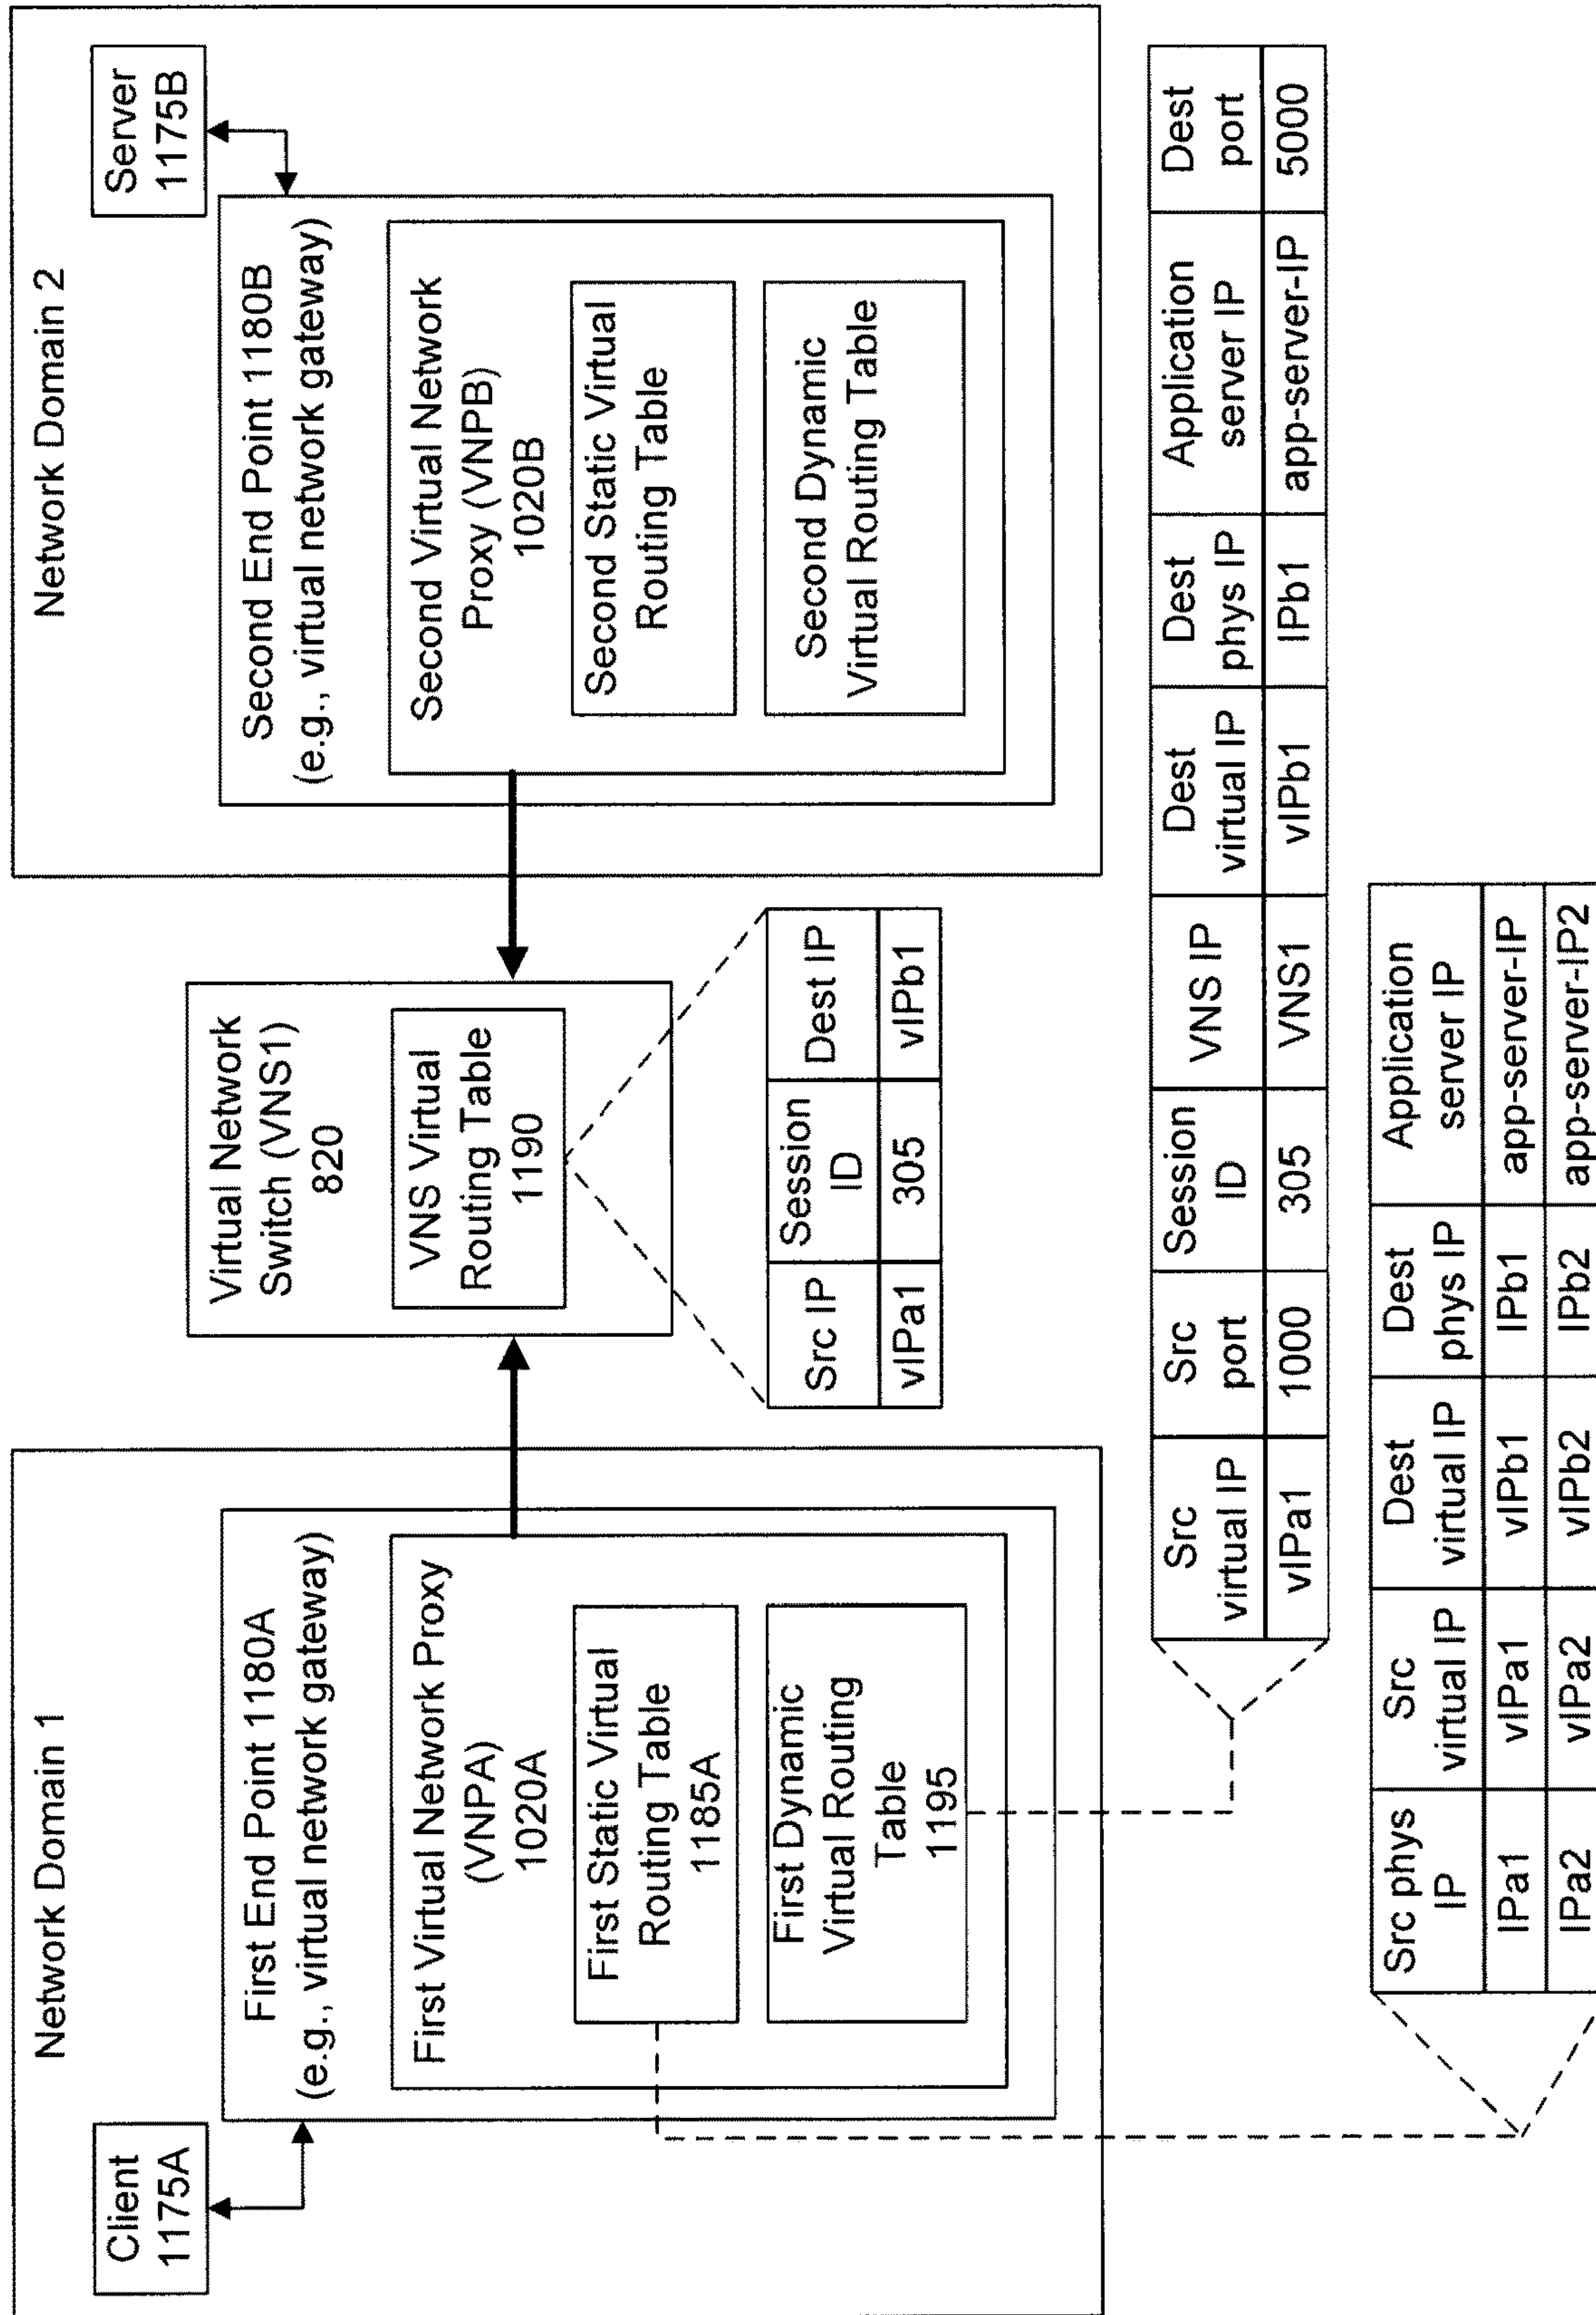 Network Domain 1
Client
1175A
First End Point 1180A
(e.g., virtual network gateway)
First Virtual Network Proxy
(VNPA)
1020A
First Static Virtual
Routing Table
1185A
First Dynamic
Virtual Routing
Table
1195
Virtual Network
Switch (VNS1)
820
VNS Virtual
Routing Table
1190
Src IP
Session
ID
Dest IP
vIPa1
305
vIPb1
Network Domain 2
Server
1175B
Second End Point 1180B
(e.g., virtual network gateway)
Second Virtual Network
Proxy (VNPB)
1020B
Second Static Virtual
Routing Table
Second Dynamic
Virtual Routing Table
Src
virtual IP
Src
port
Session
ID
VNS IP
Dest
virtual IP
Dest
phys IP
Application
server IP
Dest
port
vIPa1
1000
305
VNS1
vIPb1
IPb1
app-server-IP
5000
Src phys
IP
Src
virtual IP
Dest
virtual IP
Dest
phys IP
Application
server IP
IPa1
vIPa1
vIPb1
IPb1
app-server-IP
IPa2
vIPa2
vIPb2
IPb2
app-server-IP2